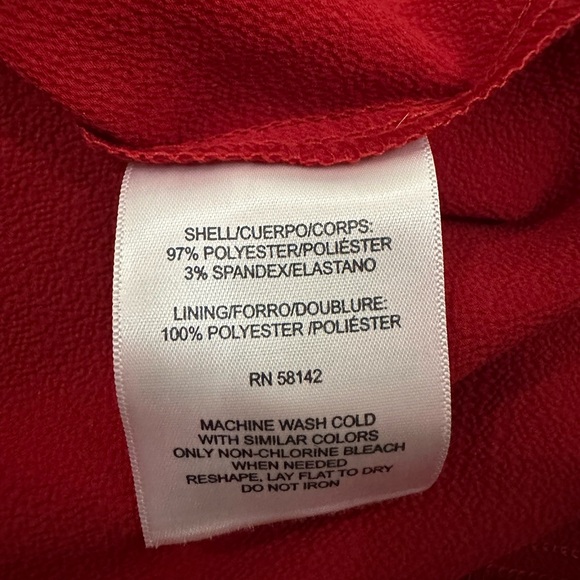 SHELL/CUERPO/CORPS:
97% POLYESTER/POLIÉSTER
3% SPANDEX/ELASTANO
LINING/FORRO/DOUBLURE:
100% POLYESTER /POLIÉSTER
RN 58142
MACHINE WASH COLD
WITH SIMILAR COLORS
ONLY NON-CHLORINE BLEACH
WHEN NEEDED
RESHAPE, LAY FLAT TO DRY
DO NOT IRON